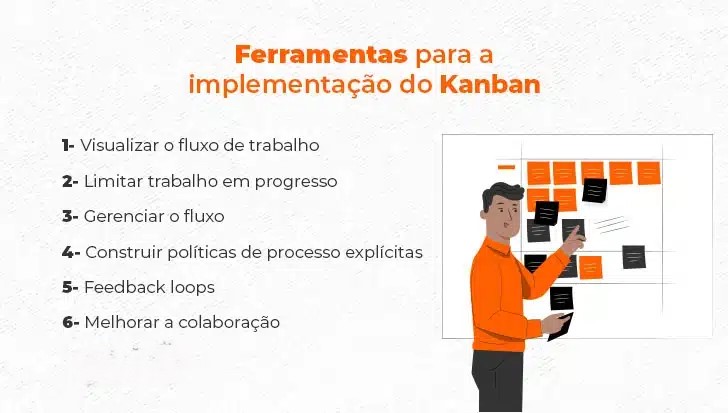 Ferramentas para a
implementação do Kanban
1- Visualizar o fluxo de trabalho
2- Limitar trabalho em progresso
3- Gerenciar o fluxo
4- Construir políticas de processo explícitas
5- Feedback loops
6- Melhorar a colaboração